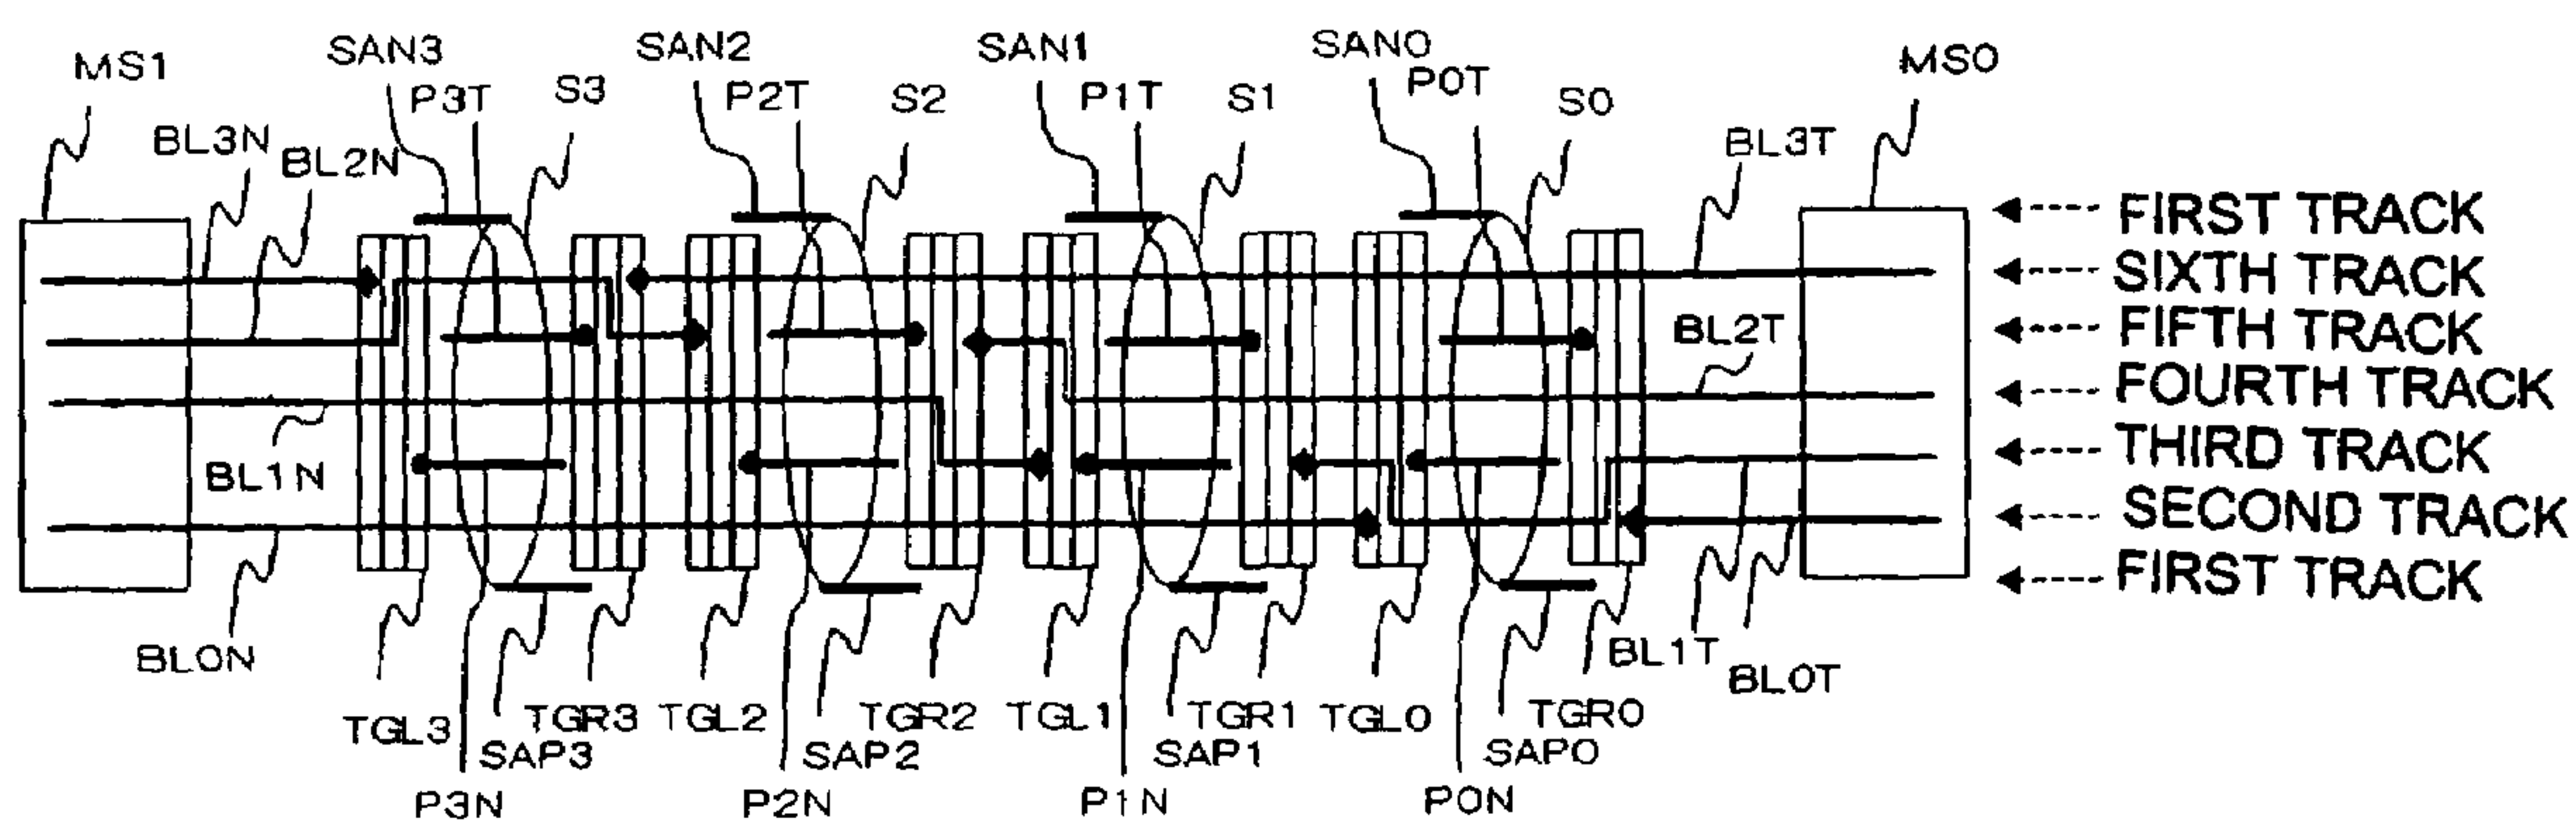 MS1
SAN3
P3T
S3
SAN2
P2T
S2
SAN1
P1T
S1
SAN0
P0T
S0
MS0
BL3N
BL2N
BL3T
FIRST TRACK
SIXTH TRACK
FIFTH TRACK
BL2T
FOURTH TRACK
THIRD TRACK
BL1N
SECOND TRACK
FIRST TRACK
BL0N
BL1T
BL0T
TGL3
SAP3
TGR3
TGL2
SAP2
TGR2
TGL1
SAP1
TGR1
TGL0
SAP0
TGR0
P3N
P2N
P1N
P0N